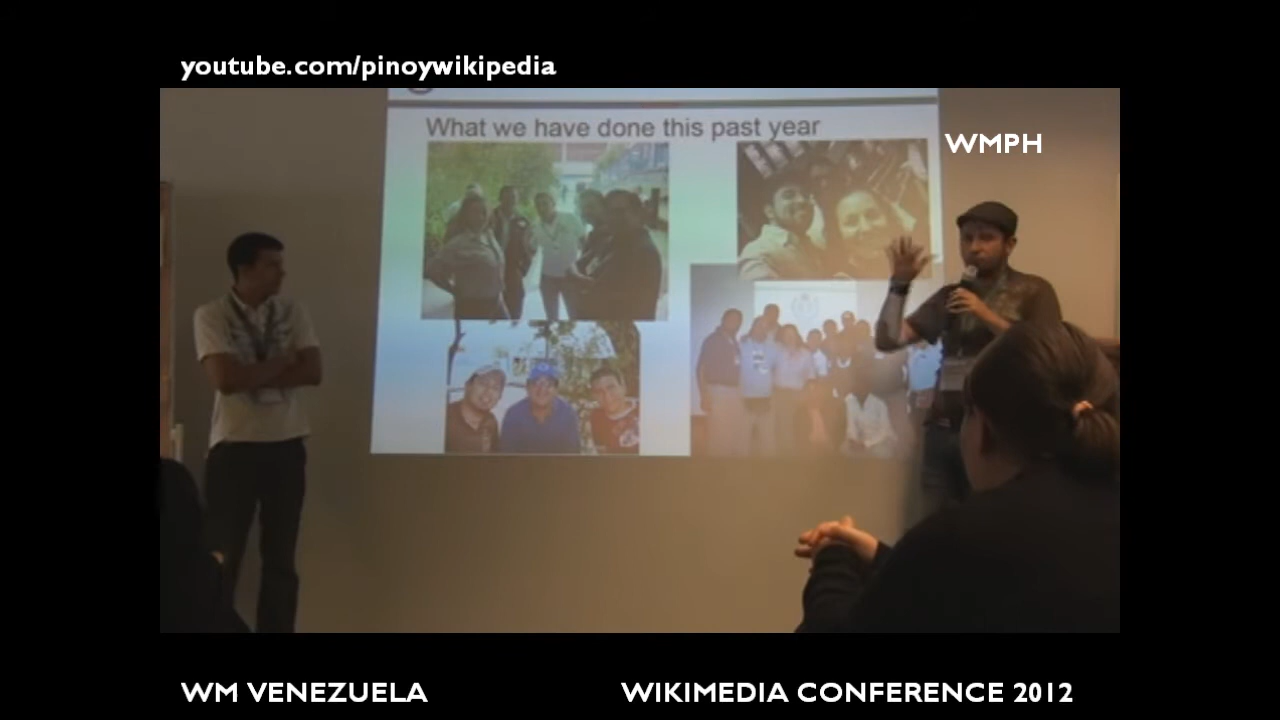 youtube.com/pinoywikipedia
What we have done this past year
WMPH
WM VENEZUELA
WIKIMEDIA CONFERENCE 2012